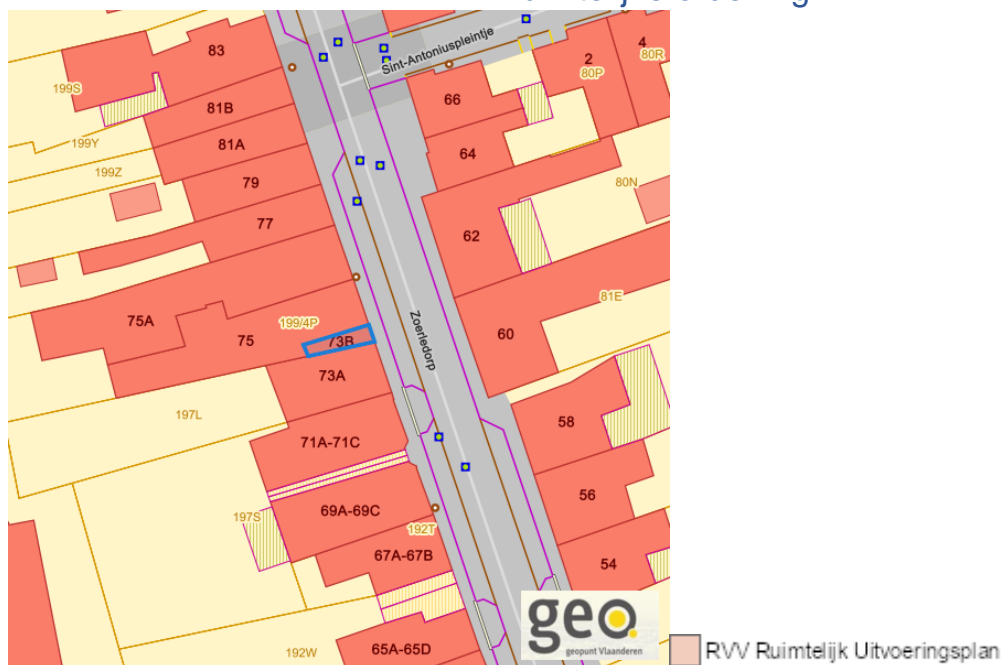 83
Sint-Antoniuspleintje
4
80R
2
80P
199S
81B
66
199Y
81A
64
199Z
79
80N
77
62
81E
75A
199/4P
75
73B
Zoerledorp
60
73A
197L
58
71A-71C
56
69A-69C
197S
192T
67A-67B
54
geo.
geopunt Vlaanderen
192W
65A-65D
RVV Ruimtelijk Uitvoeringsplan